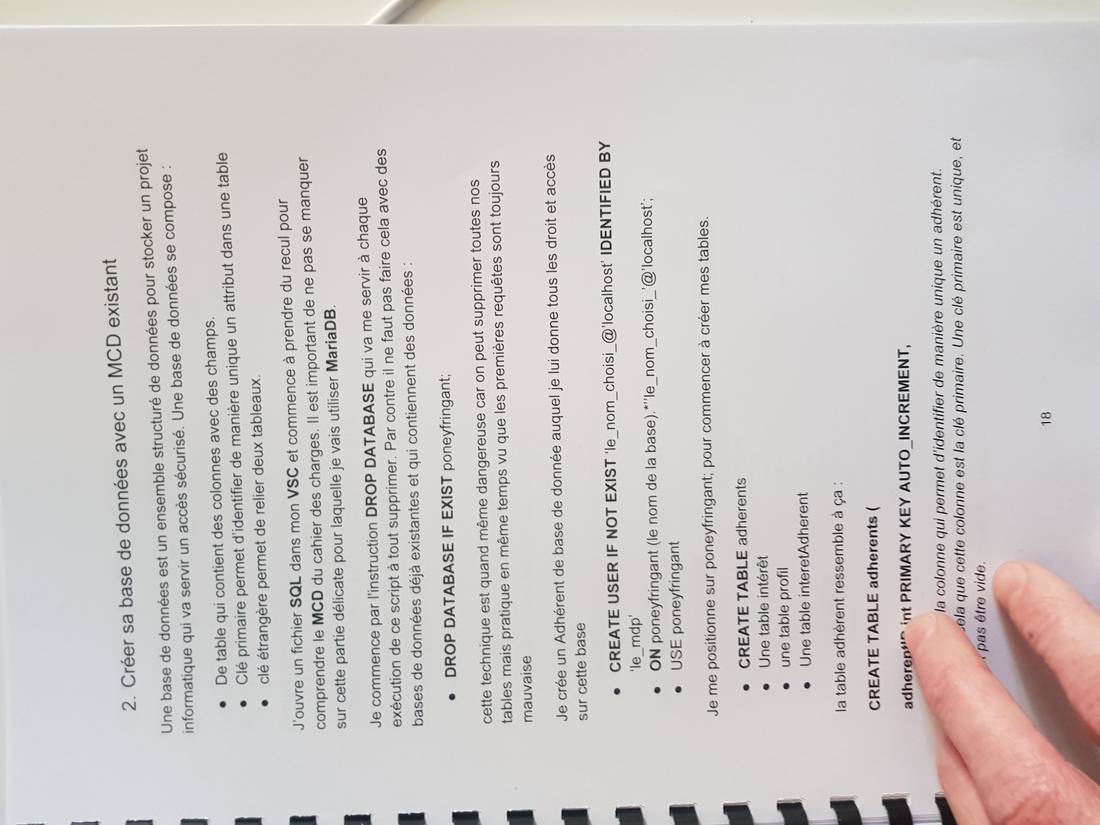 2. Créer sa base de données avec un MCD existant
Une base de données est un ensemble structuré de données pour stocker un projet
informatique qui va servir un accès sécurisé. Une base de données se compose :
● De table qui contient des colonnes avec des champs.
● Clé primaire permet d'identifier de manière unique un attribut dans une table
● clé étrangère permet de relier deux tableaux.
J'ouvre un fichier SQL dans mon VSC et commence à prendre du recul pour
comprendre le MCD du cahier des charges. Il est important de ne pas se manquer
sur cette partie délicate pour laquelle je vais utiliser MariaDB.
Je commence par l'instruction DROP DATABASE qui va me servir à chaque
exécution de ce script à tout supprimer. Par contre il ne faut pas faire cela avec des
bases de données déjà existantes et qui contiennent des données :
● DROP DATABASE IF EXIST poneyfringant;
cette technique est quand même dangereuse car on peut supprimer toutes nos
tables mais pratique en même temps vu que les premières requêtes sont toujours
mauvaise
Je crée un Adhérent de base de donnée auquel je lui donne tous les droit et accès
sur cette base
● CREATE USER IF NOT EXIST 'le_nom_choisi_@'localhost' IDENTIFIED BY
'le_mdp'
● ON poneyfringant (le nom de la base).*''le_nom_choisi_'@'localhost';
● USE poneyfringant
Je me positionne sur poneyfringant; pour commencer à créer mes tables.
● CREATE TABLE adherents
● Une table intérêt
● une table profil
● Une table interetAdherent
la table adhèrent ressemble à ça :
CREATE TABLE adherents (
int PRIMARY KEY AUTO_INCREMENT,
la colonne qui permet d'identifier de manière unique un adhérent.
que cette colonne est la clé primaire. Une clé primaire est unique, et
pas être vide.
18